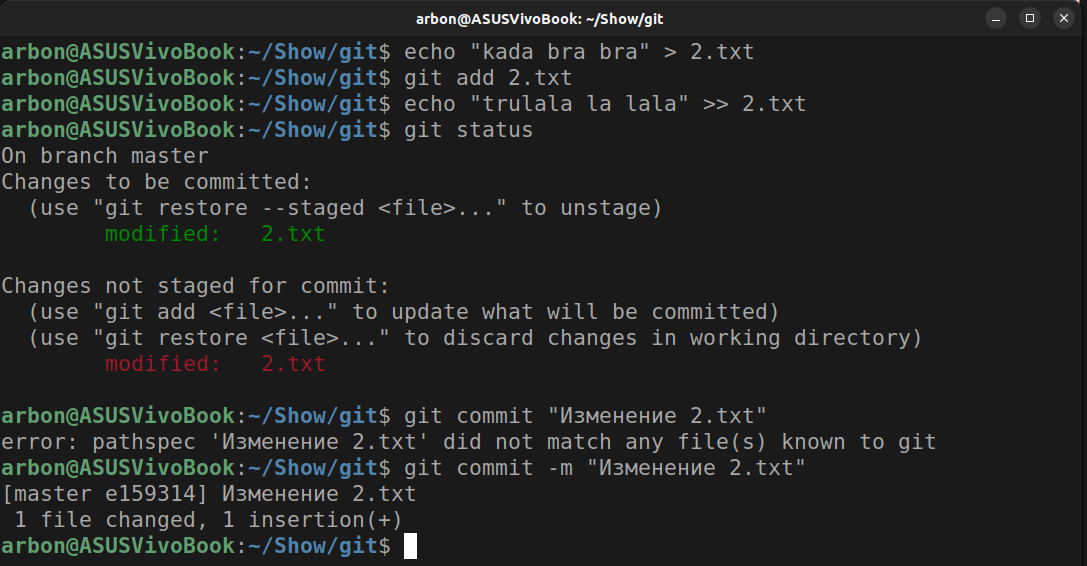 arbon@ASUSVivoBook: ~/Show/git
arbon@ASUSVivoBook:~/Show/git$ echo "kada bra bra" > 2.txt
arbon@ASUSVivoBook:~/Show/git$ git add 2.txt
arbon@ASUSVivoBook:~/Show/git$ echo "trulala la lala" >> 2.txt
arbon@ASUSVivoBook:~/Show/git$ git status
On branch master
Changes to be committed:
  (use "git restore --staged <file>..." to unstage)
        modified:   2.txt

Changes not staged for commit:
  (use "git add <file>..." to update what will be committed)
  (use "git restore <file>..." to discard changes in working directory)
        modified:   2.txt

arbon@ASUSVivoBook:~/Show/git$ git commit "Изменение 2.txt"
error: pathspec 'Изменение 2.txt' did not match any file(s) known to git
arbon@ASUSVivoBook:~/Show/git$ git commit -m "Изменение 2.txt"
[master e159314] Изменение 2.txt
 1 file changed, 1 insertion(+)
arbon@ASUSVivoBook:~/Show/git$